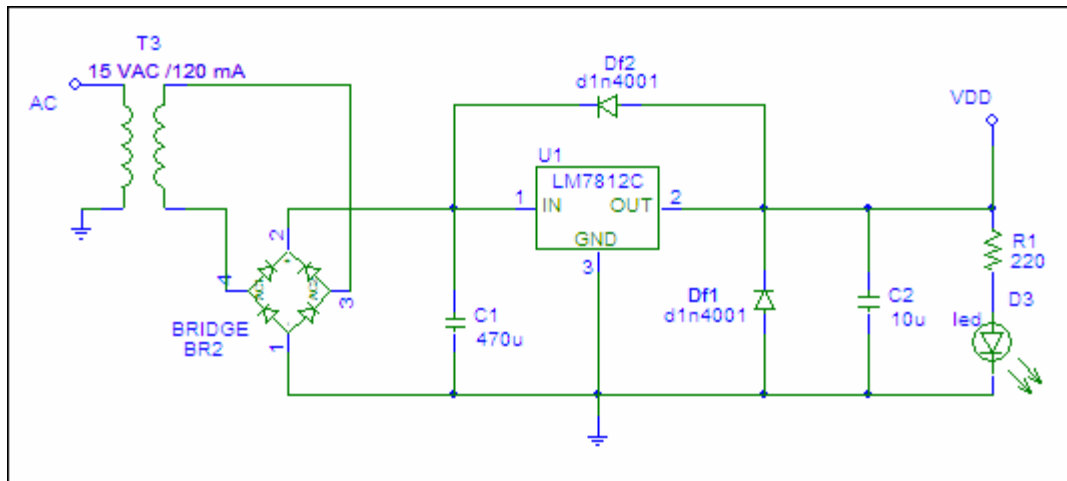 T3
15 VAC /120 mA
AC
Df2
d1n4001
VDD
U1
LM7812C
1
IN
OUT
2
GND
3
2
4
3
1
BRIDGE
BR2
C1
470u
Df1
d1n4001
C2
10u
R1
220
D3
led